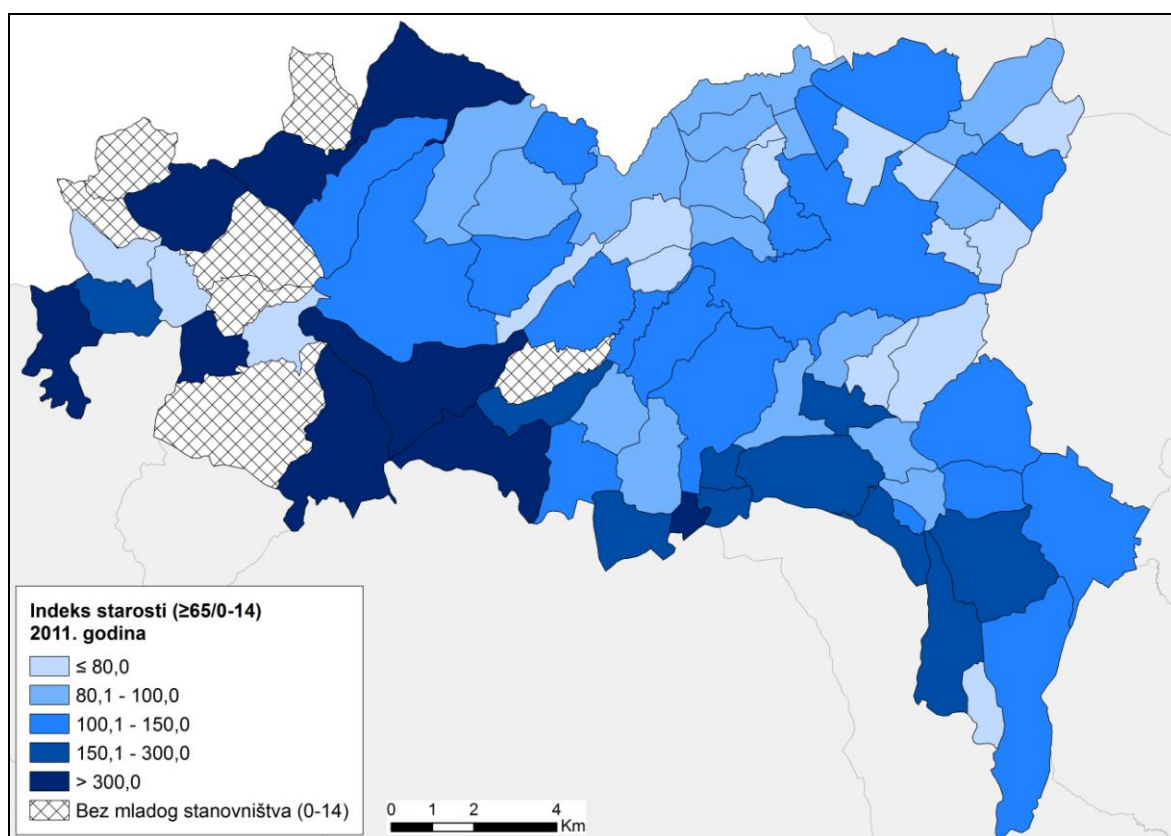 Indeks starosti (≥65/0-14)
2011. godina
≤ 80,0
80,1 - 100,0
100,1 - 150,0
150,1 - 300,0
> 300,0
Bez mladog stanovništva (0-14)
0 1 2 4
Km